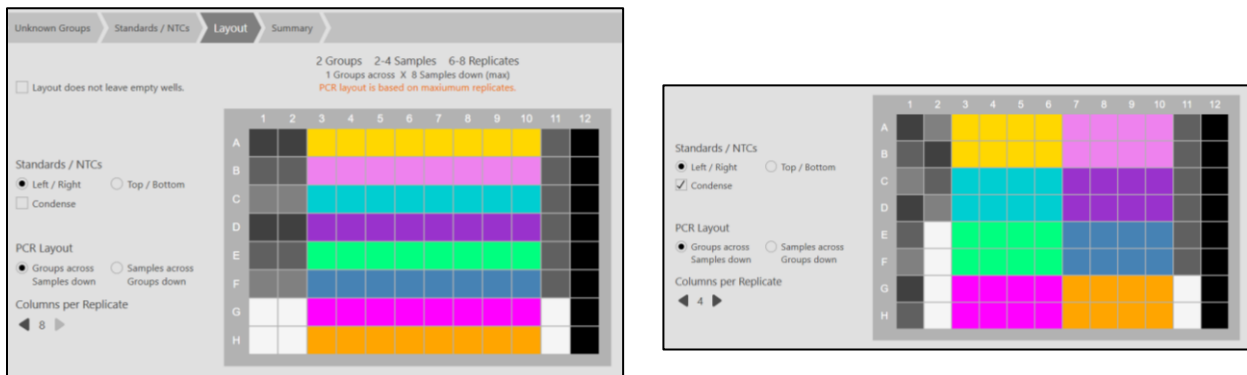 Unknown Groups Standards / NTCs Layout Summary
2 Groups 2-4 Samples 6-8 Replicates
1 Groups across X 8 Samples down (max)
PCR layout is based on maxiumum replicates.
Layout does not leave empty wells.
1 2 3 4 5 6 7 8 9 10 11 12
A
B
C
D
E
F
G
H
Standards / NTCs
Left / Right Top / Bottom
Condense
PCR Layout
Groups across Samples across
Samples down Groups down
Columns per Replicate
8
1 2 3 4 5 6 7 8 9 10 11 12
A
B
C
D
E
F
G
H
Standards / NTCs
Left / Right Top / Bottom
Condense
PCR Layout
Groups across Samples across
Samples down Groups down
Columns per Replicate
4